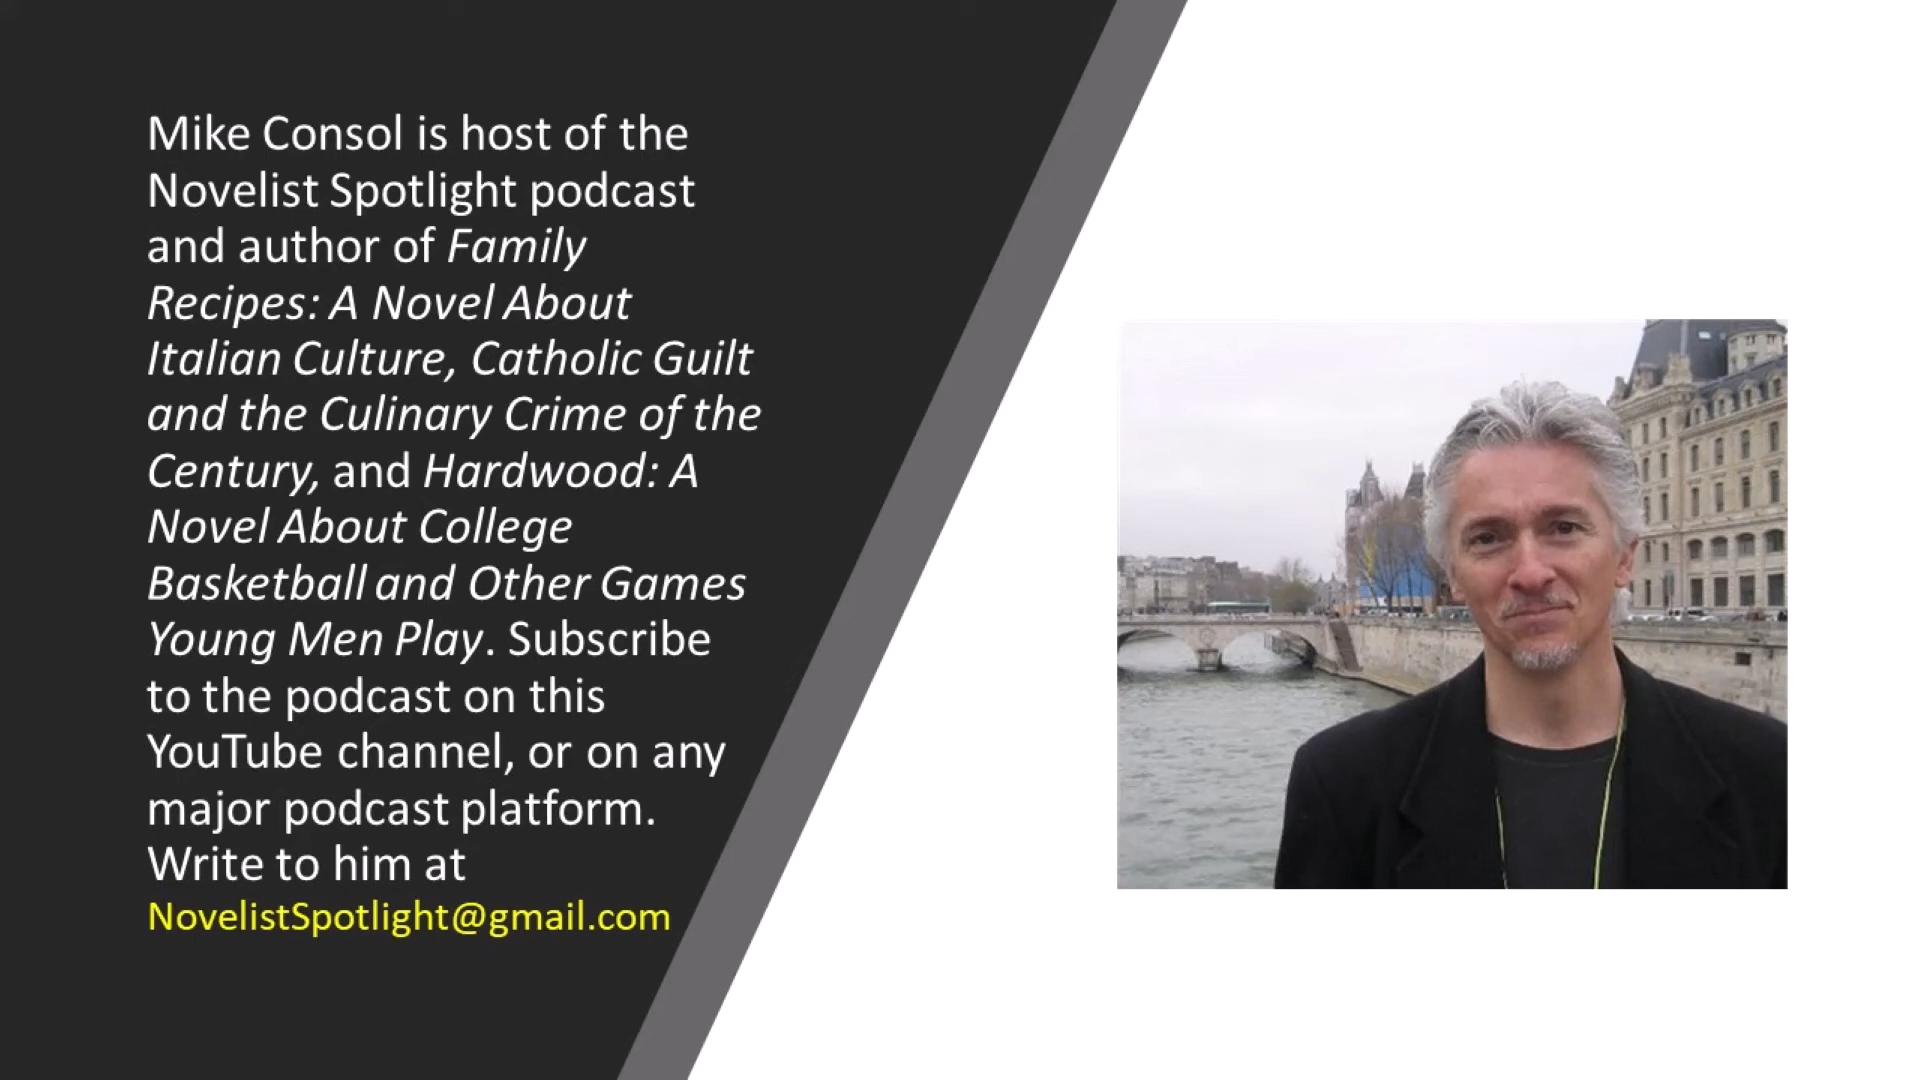 Mike Consol is host of the
Novelist Spotlight podcast
and author of Family
Recipes: A Novel About
Italian Culture, Catholic Guilt
and the Culinary Crime of the
Century, and Hardwood: A
Novel About College
Basketball and Other Games
Young Men Play. Subscribe
to the podcast on this
YouTube channel, or on any
major podcast platform.
Write to him at
NovelistSpotlight@gmail.com